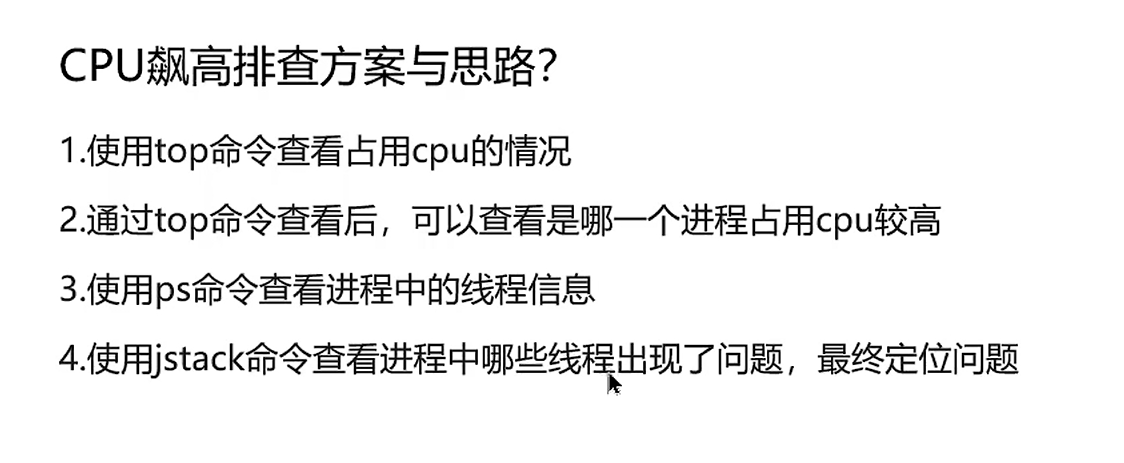 CPU飙高排查方案与思路？
1.使用top命令查看占用cpu的情况
2.通过top命令查看后，可以查看是哪一个进程占用cpu较高
3.使用ps命令查看进程中的线程信息
4.使用jstack命令查看进程中哪些线程出现了问题，最终定位问题